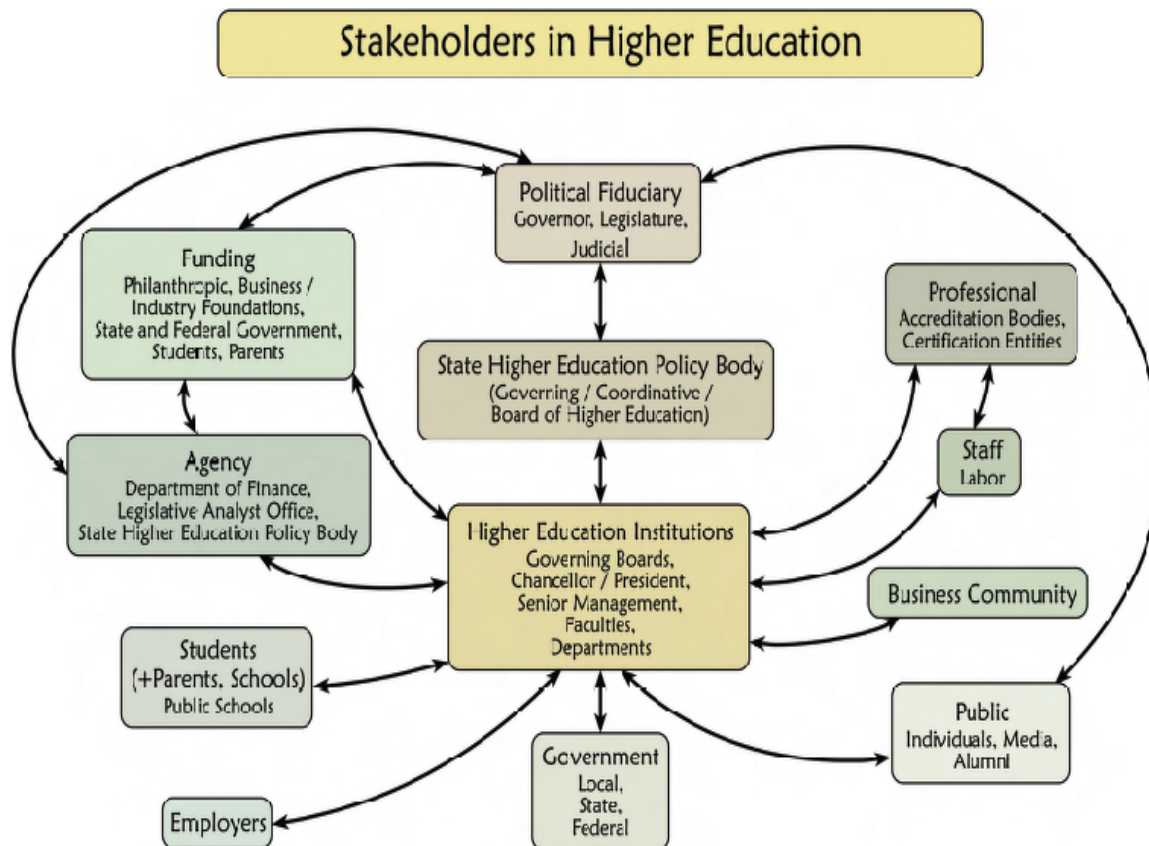 Stakeholders in Higher Education
Political Fiduciary
Governor, Legislature,
Judicial
Funding
Philanthropic, Business /
Industry Foundations,
State and Federal Government,
Students, Parents
Professional
Accreditation Bodies,
Certification Entities
State Higher Education Policy Body
(Governing / Coordinative /
Board of Higher Education)
Agency
Department of Finance,
Legislative Analyst Office,
State Higher Education Policy Body
Staff
Labor
Higher Education Institutions
Governing Boards,
Chancellor / President,
Senior Management,
Faculties,
Departments
Business Community
Students
(+Parents, Schools)
Public Schools
Public
Individuals, Media,
Alumni
Government
Local,
State,
Federal
Employers